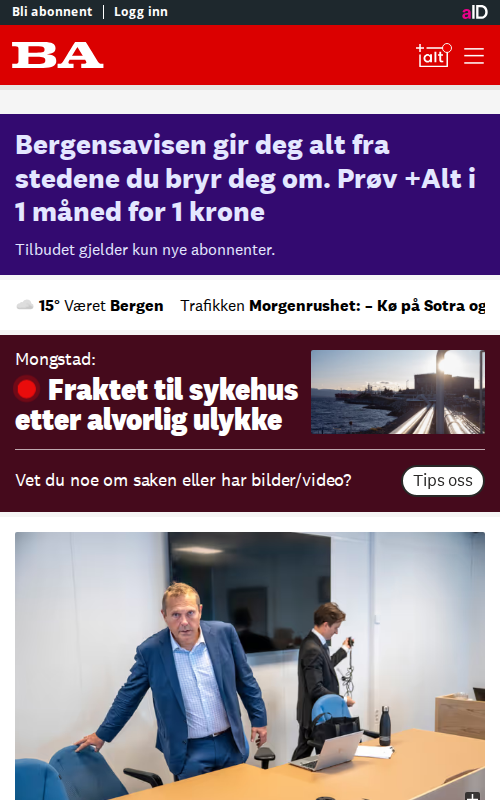 Bli abonnent
Logg inn
aID
BA
+alt
Bergensavisen gir deg alt fra
stedene du bryr deg om. Prøv +Alt i
1 måned for 1 krone
Tilbudet gjelder kun nye abonnenter.
15° Været Bergen
Trafikken Morgenrushet: – Kø på Sotra og
Mongstad:
Fraktet til sykehus
etter alvorlig ulykke
Vet du noe om saken eller har bilder/video?
Tips oss